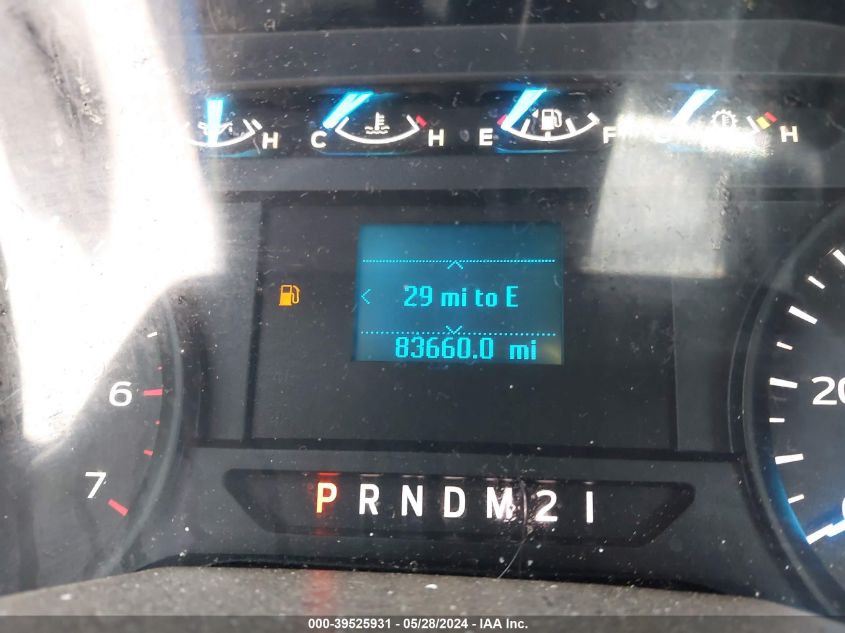 H C H E F C H
29 mi to E
83660.0 mi
6
7
20
P R N D M 2 1
000-39525931 - 05/28/2024 - IAA Inc.